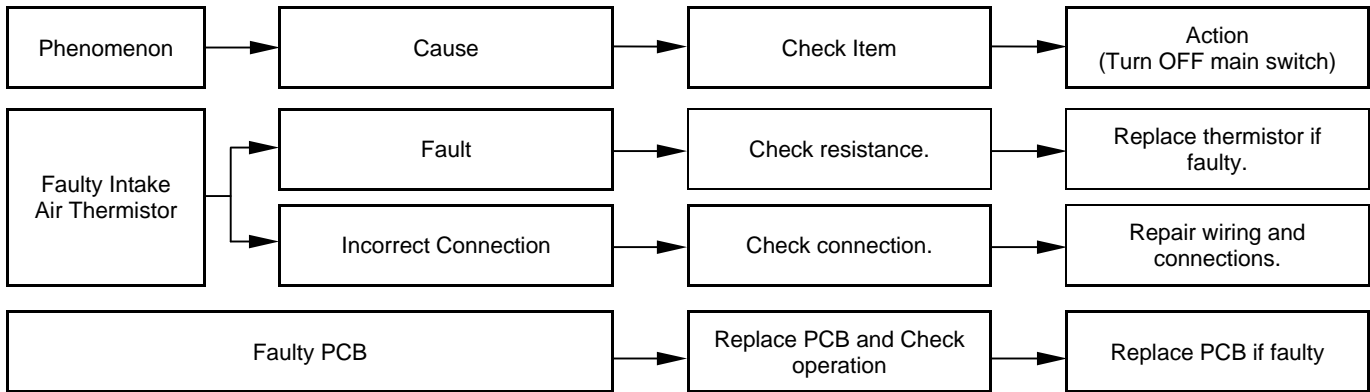 Phenomenon
Cause
Check Item
Action
(Turn OFF main switch)
Faulty Intake
Air Thermistor
Fault
Check resistance.
Replace thermistor if
faulty.
Incorrect Connection
Check connection.
Repair wiring and
connections.
Faulty PCB
Replace PCB and Check
operation
Replace PCB if faulty